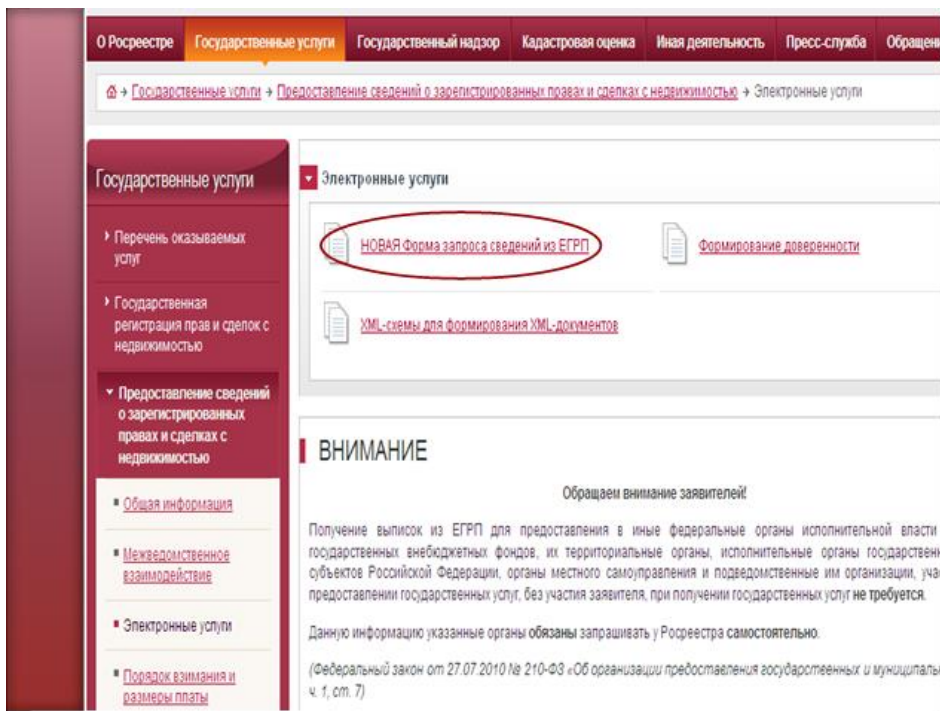 О Росреестре Государственные услуги Государственный надзор Кадастровая оценка Иная деятельность Пресс-служба Обращени
→ Государственные услуги → Предоставление сведений о зарегистрированных правах и сделках с недвижимостью → Электронные услуги
Государственные услуги
Перечень оказываемых
услуг
Государственная
регистрация прав и сделок с
недвижимостью
Предоставление сведений
о зарегистрированных
правах и сделках с
недвижимостью
Общая информация
Межведомственное
взаимодействие
Электронные услуги
Порядок взимания и
размеры платы
Электронные услуги
НОВАЯ Форма запроса сведений из ЕГРП
Формирование доверенности
XML-схемы для формирования XML-документов
ВНИМАНИЕ
Обращаем внимание заявителей!
Получение выписок из ЕГРП для предоставления в иные федеральные органы исполнительной власти
государственных внебюджетных фондов, их территориальные органы, исполнительные органы государственн
субъектов Российской Федерации, органы местного самоуправления и подведомственные им организации, учас
предоставлении государственных услуг, без участия заявителя, при получении государственных услуг не требуется.
Данную информацию указанные органы обязаны запрашивать у Росреестра самостоятельно.
(Федеральный закон от 27.07.2010 № 210-ФЗ «Об организации предоставления государственных и муниципаль
ч. 1, ст. 7)